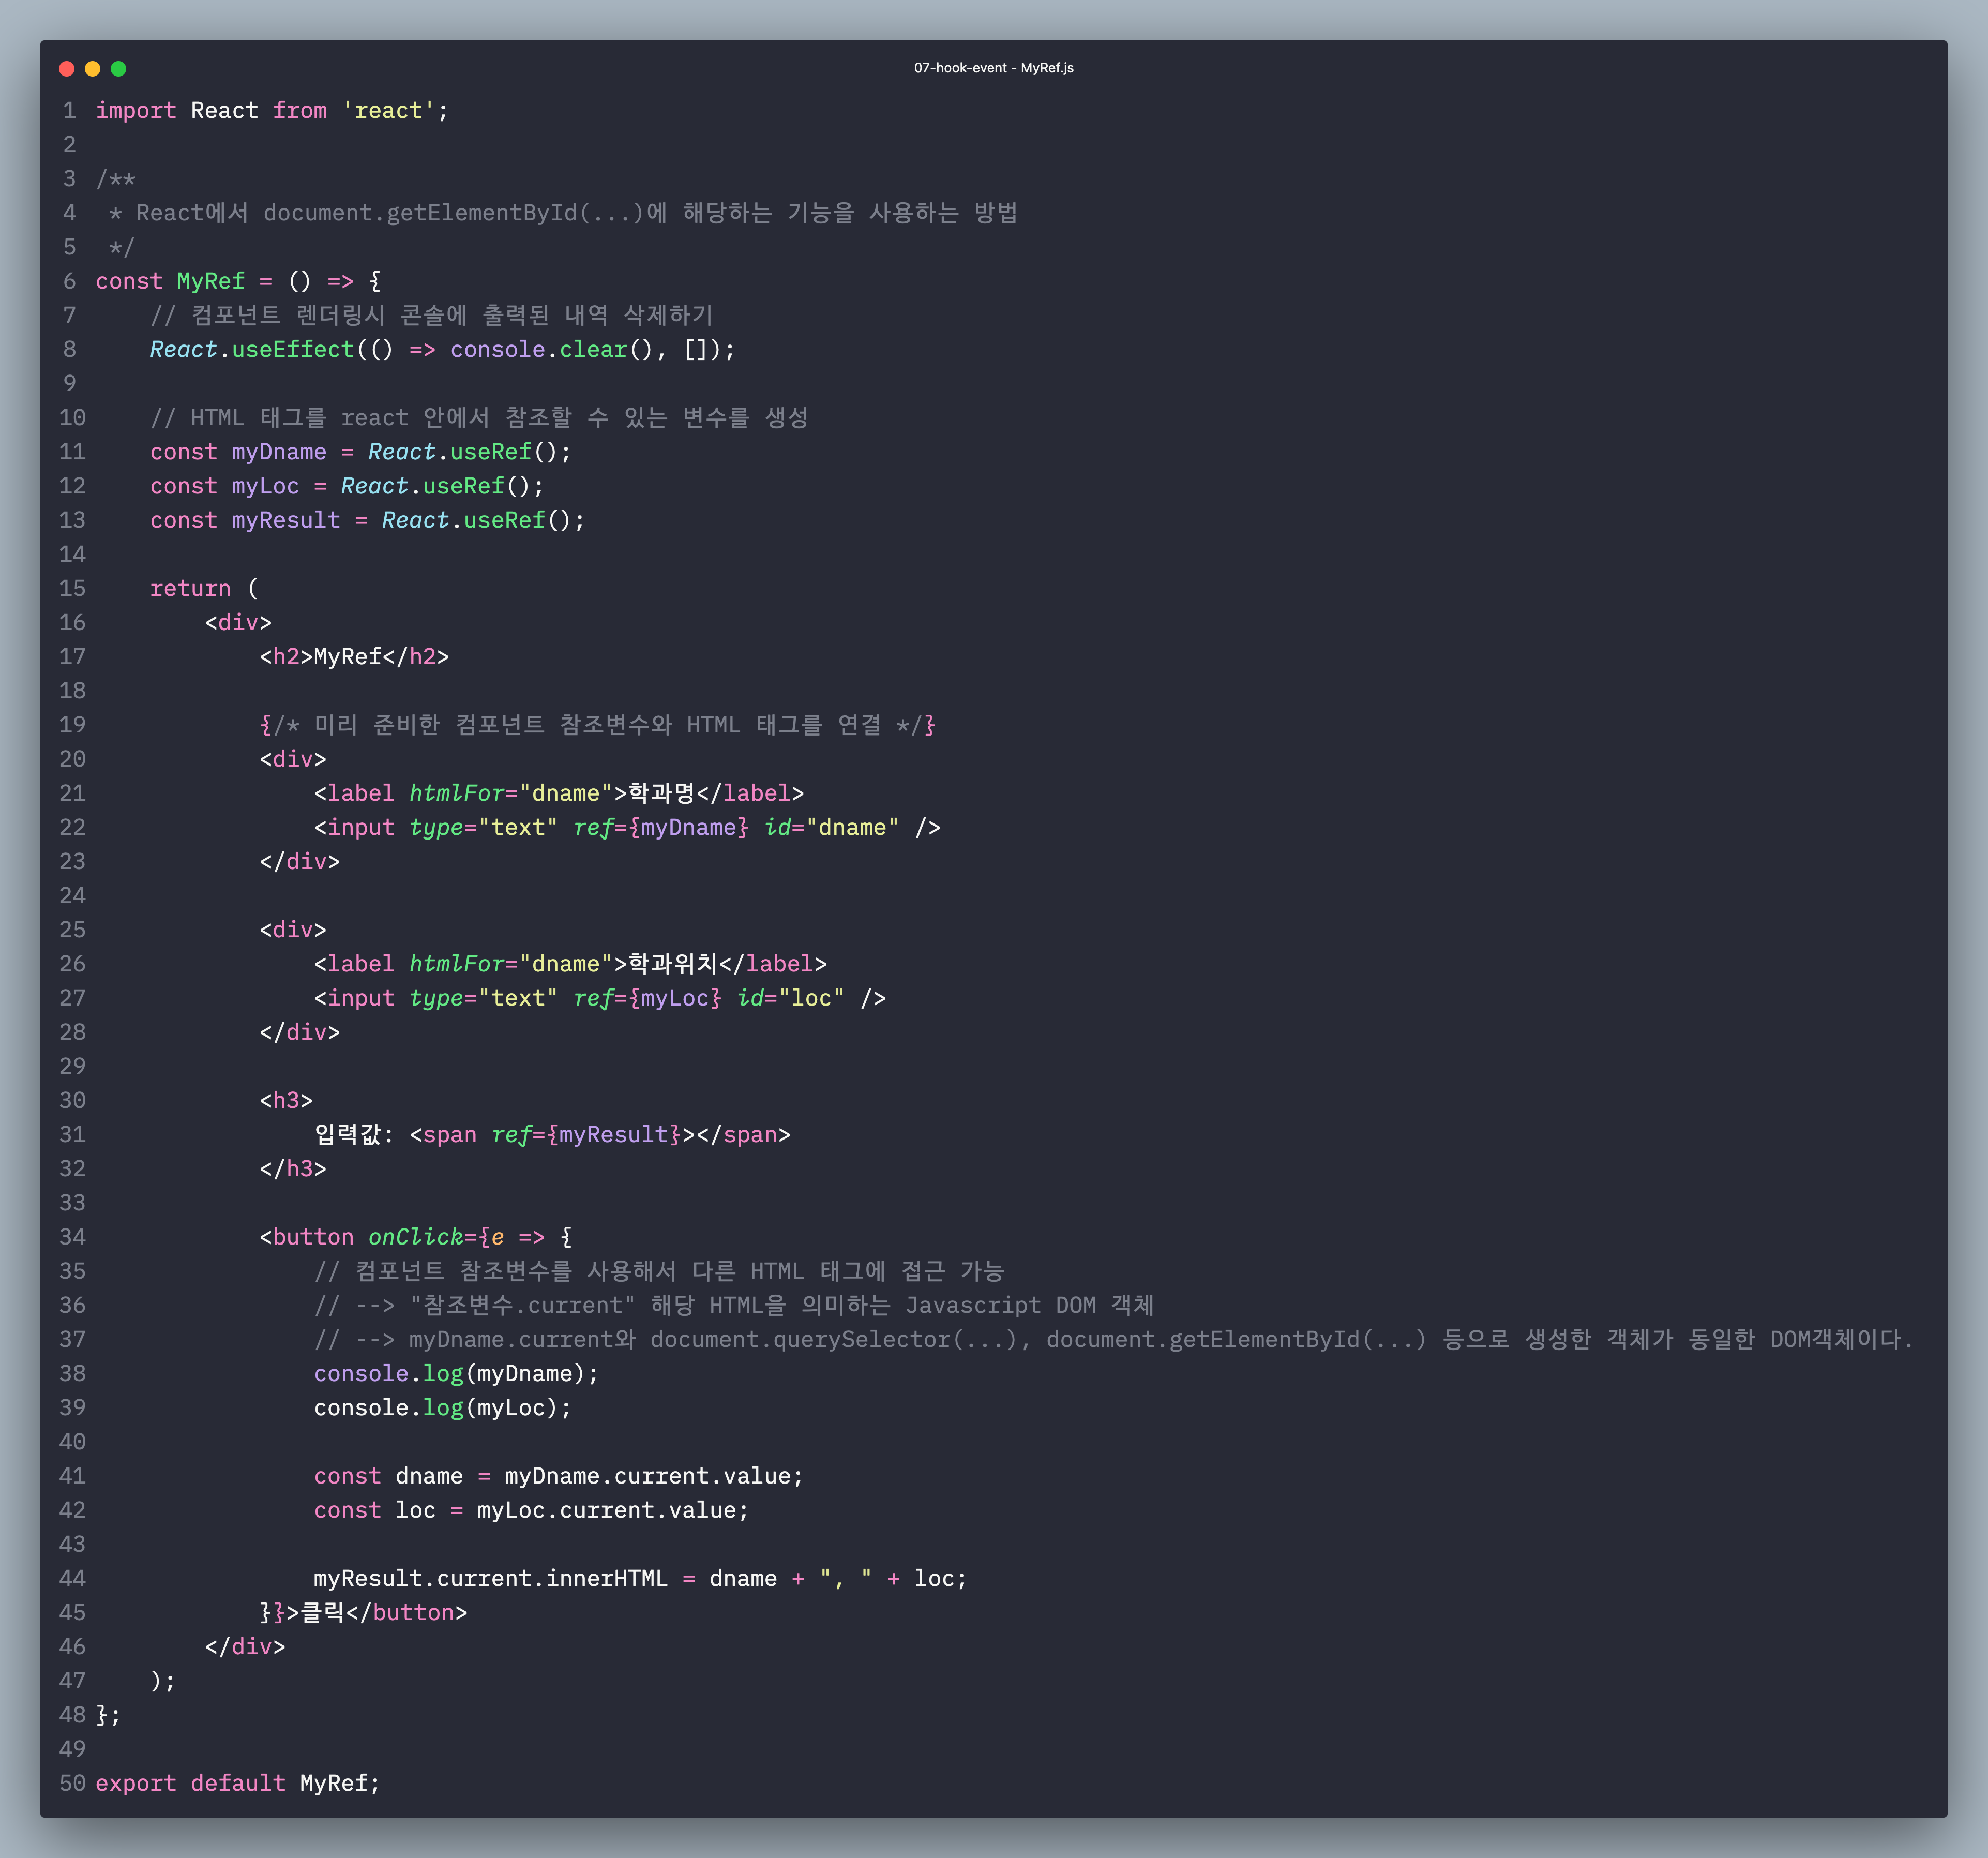 07-hook-event - MyRef.js
1 import React from 'react';
2
3 /**
4  * React에서 document.getElementById(...)에 해당하는 기능을 사용하는 방법
5  */
6 const MyRef = () => {
7     // 컴포넌트 렌더링시 콘솔에 출력된 내역 삭제하기
8     React.useEffect(() => console.clear(), []);
9
10     // HTML 태그를 react 안에서 참조할 수 있는 변수를 생성
11     const myDname = React.useRef();
12     const myLoc = React.useRef();
13     const myResult = React.useRef();
14
15     return (
16         <div>
17             <h2>MyRef</h2>
18
19             {/* 미리 준비한 컴포넌트 참조변수와 HTML 태그를 연결 */}
20             <div>
21                 <label htmlFor="dname">학과명</label>
22                 <input type="text" ref={myDname} id="dname" />
23             </div>
24
25             <div>
26                 <label htmlFor="dname">학과위치</label>
27                 <input type="text" ref={myLoc} id="loc" />
28             </div>
29
30             <h3>
31                 입력값: <span ref={myResult}></span>
32             </h3>
33
34             <button onClick={e => {
35                 // 컴포넌트 참조변수를 사용해서 다른 HTML 태그에 접근 가능
36                 // --> "참조변수.current" 해당 HTML을 의미하는 Javascript DOM 객체
37                 // --> myDname.current와 document.querySelector(...), document.getElementById(...) 등으로 생성한 객체가 동일한 DOM객체이다.
38                 console.log(myDname);
39                 console.log(myLoc);
40
41                 const dname = myDname.current.value;
42                 const loc = myLoc.current.value;
43
44                 myResult.current.innerHTML = dname + ", " + loc;
45             }}>클릭</button>
46         </div>
47     );
48 };
49
50 export default MyRef;